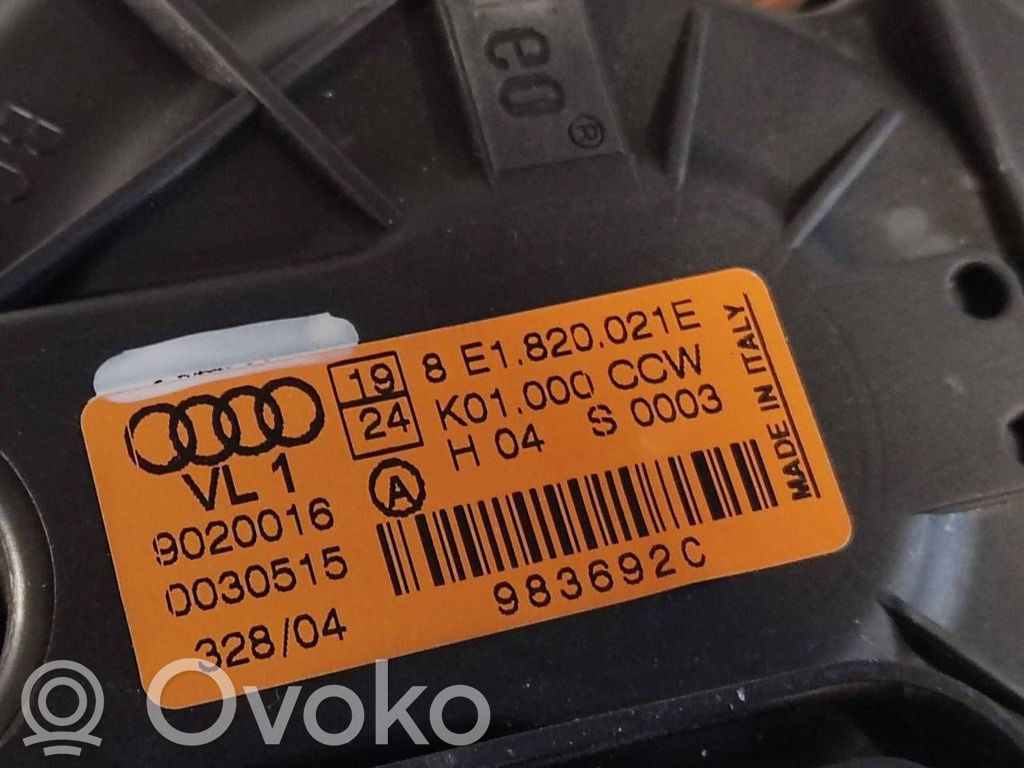 eo®
19
24
8 E1.820.021E
K01.000 CCW
H 04 S 0003
VL 1
A
9020016
0030515
328/04
983692C
MADE IN ITALY
Ovoko